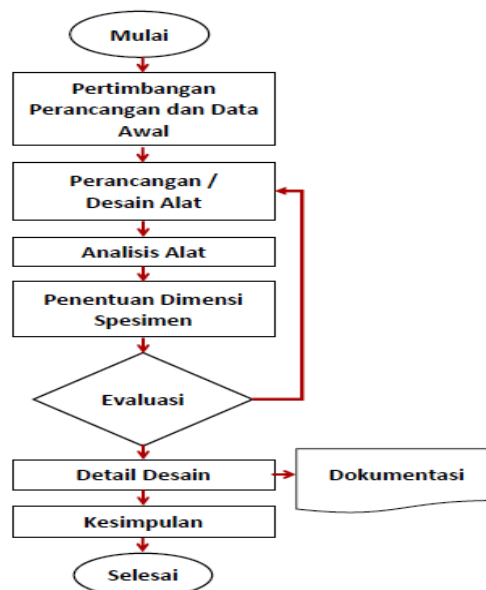 Mulai
Pertimbangan
Perancangan dan Data
Awal
Perancangan /
Desain Alat
Analisis Alat
Penentuan Dimensi
Spesimen
Evaluasi
Detail Desain
Dokumentasi
Kesimpulan
Selesai